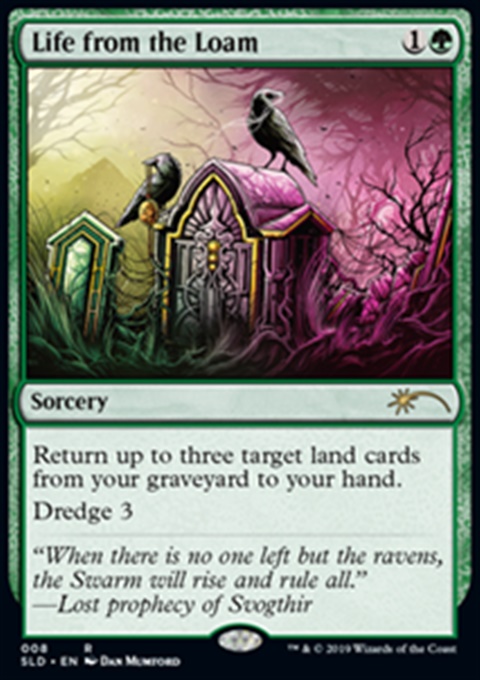 Life from the Loam 1
Sorcery
Return up to three target land cards
from your graveyard to your hand.
Dredge 3
“When there is no one left but the ravens,
the Swarm will rise and rule all.”
—Lost prophecy of Svogthir
008 R
SLD • EN Dan Mumford
™ & © 2019 Wizards of the Coast